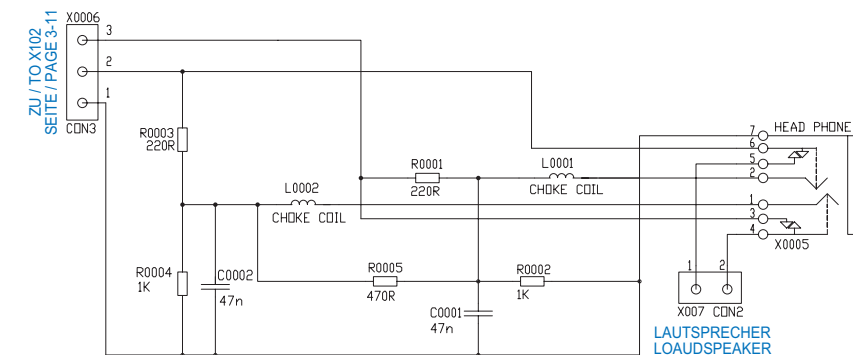 ZU / TO X102
SEITE / PAGE 3-11
X0006
3
2
1
CON3
R0003
220R
R0001
220R
L0001
CHOKE COIL
L0002
CHOKE COIL
R0004
1K
C0002
47n
R0005
470R
C0001
47n
R0002
1K
7
HEAD PHONE
6
5
2
1
3
4
X0005
1
2
X007 CON2
LAUTSPRECHER
LOAUDSPEAKER